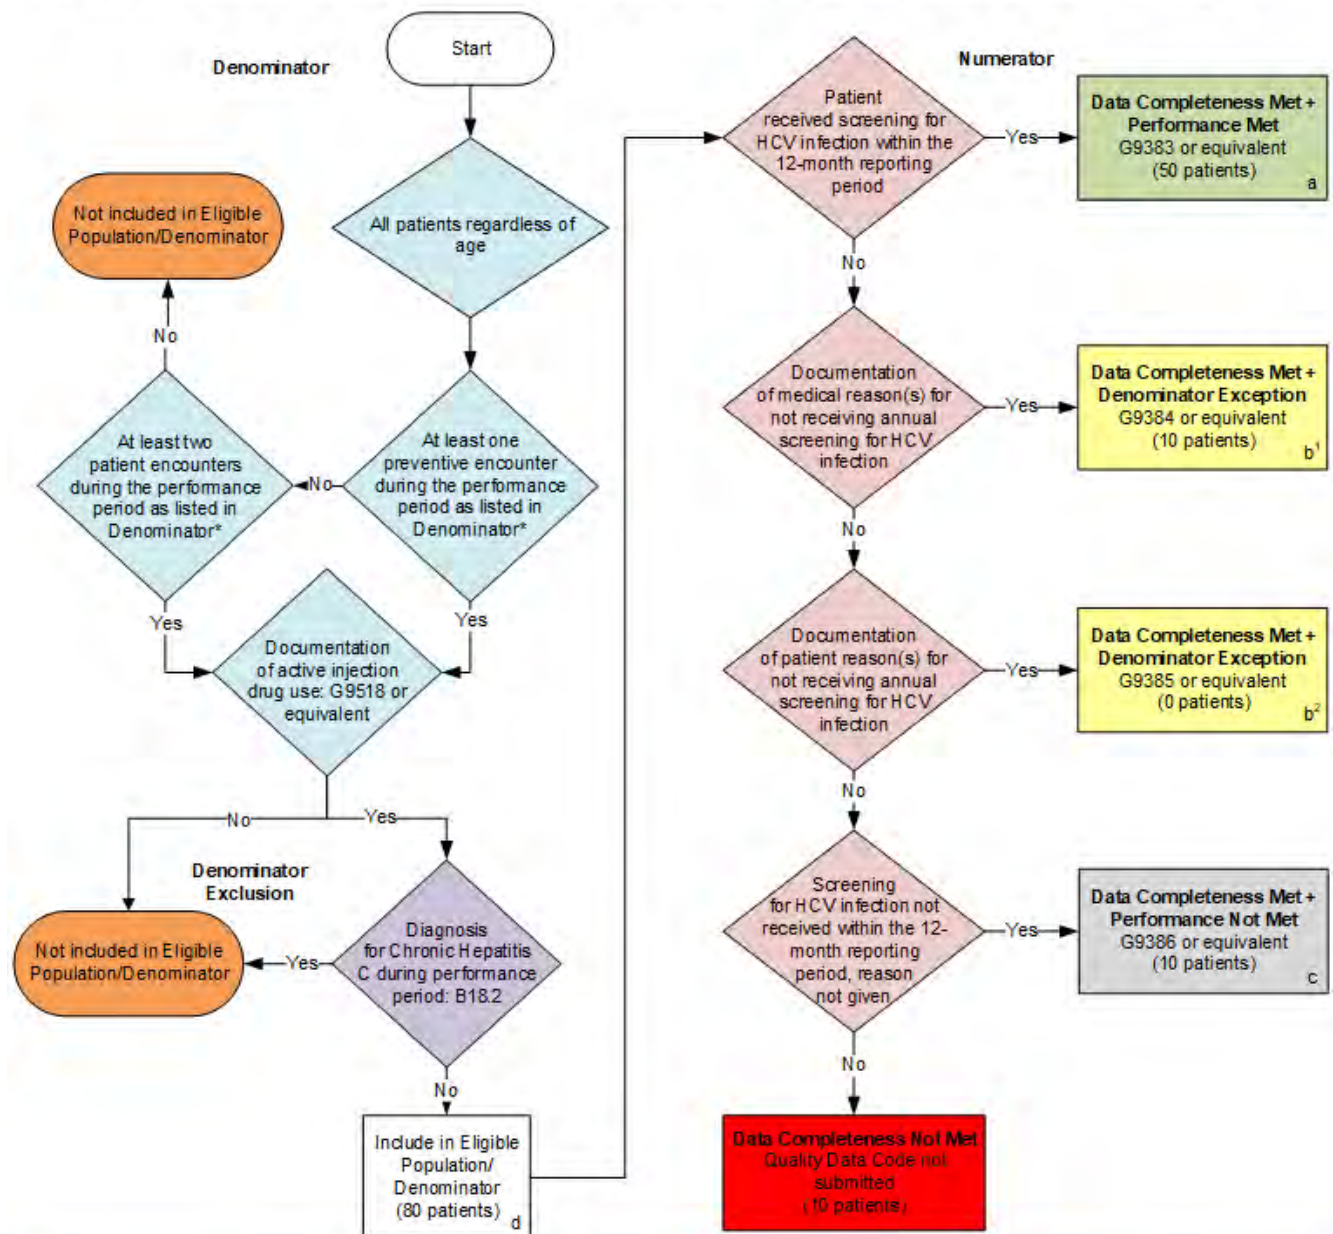 Start
Denominator
All patients regardless of
age
Not included in Eligible
Population/Denominator
No
At least two
patient encounters
during the performance
period as listed in
Denominator*
No
At least one
preventive encounter
during the performance
period as listed in
Denominator*
Yes
Yes
Documentation
of active injection
drug use: G9518 or
equivalent
No
Yes
Denominator
Exclusion
Not included in Eligible
Population/Denominator
Yes
Diagnosis
for Chronic Hepatitis
C during performance
period: B18.2
No
Include in Eligible
Population/
Denominator
(80 patients)
d
Numerator
Patient
received screening for
HCV infection within the
12-month reporting
period
Yes
Data Completeness Met +
Performance Met
G9383 or equivalent
(50 patients)
a
No
Documentation
of medical reason(s) for
not receiving annual
screening for HCV
infection
Yes
Data Completeness Met +
Denominator Exception
G9384 or equivalent
(10 patients)
b¹
No
Documentation
of patient reason(s) for
not receiving annual
screening for HCV
infection
Yes
Data Completeness Met +
Denominator Exception
G9385 or equivalent
(0 patients)
b²
No
Screening
for HCV infection not
received within the 12-
month reporting
period, reason
not given
Yes
Data Completeness Met +
Performance Not Met
G9386 or equivalent
(10 patients)
c
No
Data Completeness Not Met
Quality Data Code not
submitted
(10 patients)